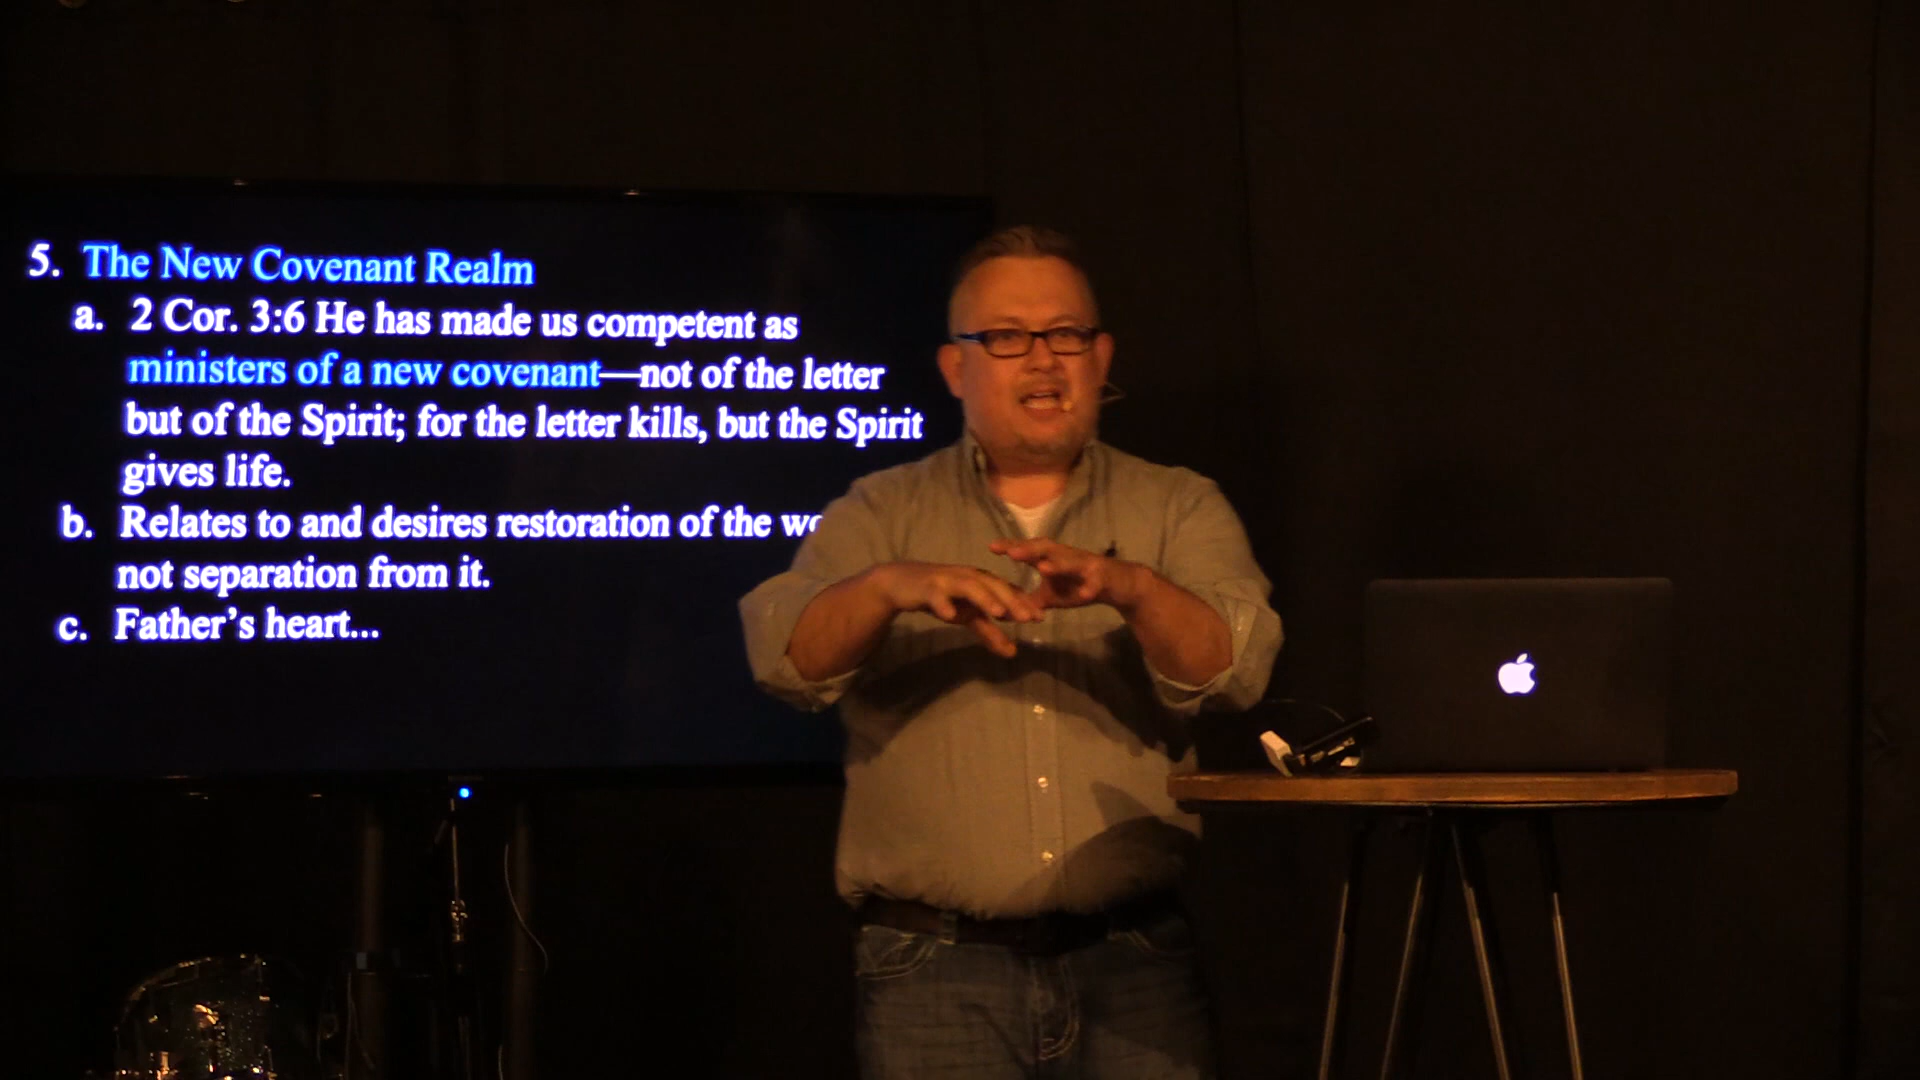 5. The New Covenant Realm
a. 2 Cor. 3:6 He has made us competent as
ministers of a new covenant—not of the letter
but of the Spirit; for the letter kills, but the Spirit
gives life.
b. Relates to and desires restoration of the
not separation from it.
c. Father’s heart...